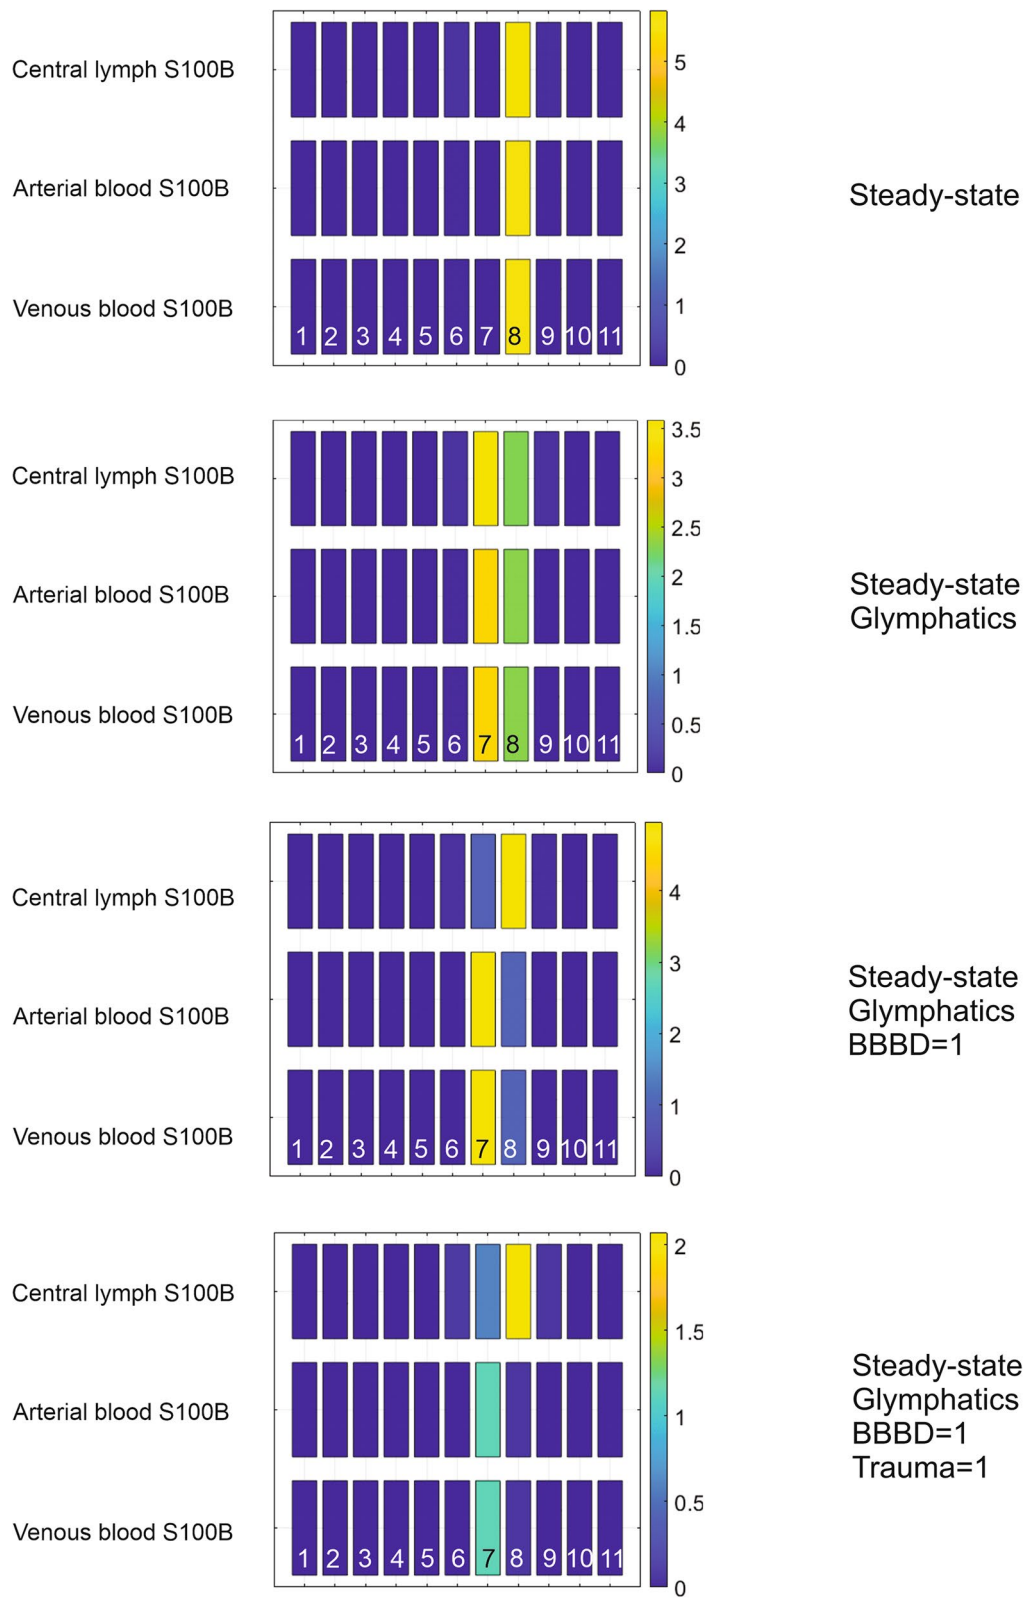 Central lymph S100B
Arterial blood S100B
Venous blood S100B
1 2 3 4 5 6 7 8 9 10 11
5
4
3
2
1
0
Steady-state
Central lymph S100B
Arterial blood S100B
Venous blood S100B
1 2 3 4 5 6 7 8 9 10 11
3.5
3
2.5
2
1.5
1
0.5
0
Steady-state
Glymphatics
Central lymph S100B
Arterial blood S100B
Venous blood S100B
1 2 3 4 5 6 7 8 9 10 11
4
3
2
1
0
Steady-state
Glymphatics
BBBD=1
Central lymph S100B
Arterial blood S100B
Venous blood S100B
1 2 3 4 5 6 7 8 9 10 11
2
1.5
1
0.5
0
Steady-state
Glymphatics
BBBD=1
Trauma=1